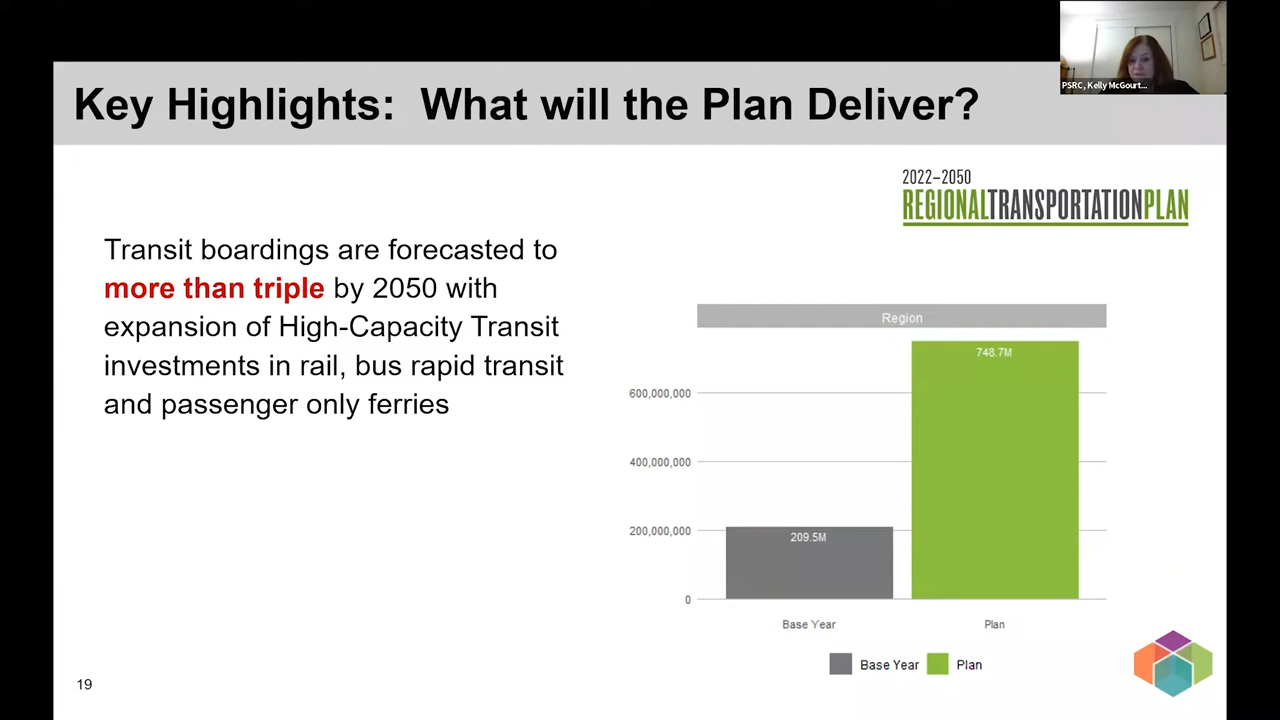 PSRC, Kelly McGourt...
Key Highlights: What will the Plan Deliver?
2022–2050
REGIONALTRANSPORTATIONPLAN
Transit boardings are forecasted to
more than triple by 2050 with
expansion of High-Capacity Transit
investments in rail, bus rapid transit
and passenger only ferries
Region
748.7M
600,000,000
400,000,000
200,000,000
209.5M
0
Base Year
Plan
Base Year
Plan
19